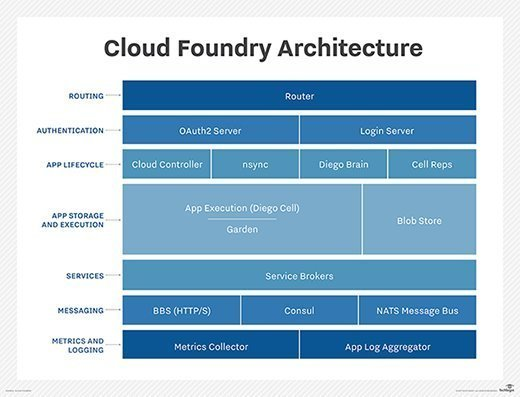 Cloud Foundry Architecture
ROUTING
Router
AUTHENTICATION
OAuth2 Server
Login Server
APP LIFECYCLE
Cloud Controller
nsync
Diego Brain
Cell Reps
APP STORAGE
AND EXECUTION
App Execution (Diego Cell)
Garden
Blob Store
SERVICES
Service Brokers
MESSAGING
BBS (HTTP/S)
Consul
NATS Message Bus
METRICS AND
LOGGING
Metrics Collector
App Log Aggregator
TechTarget